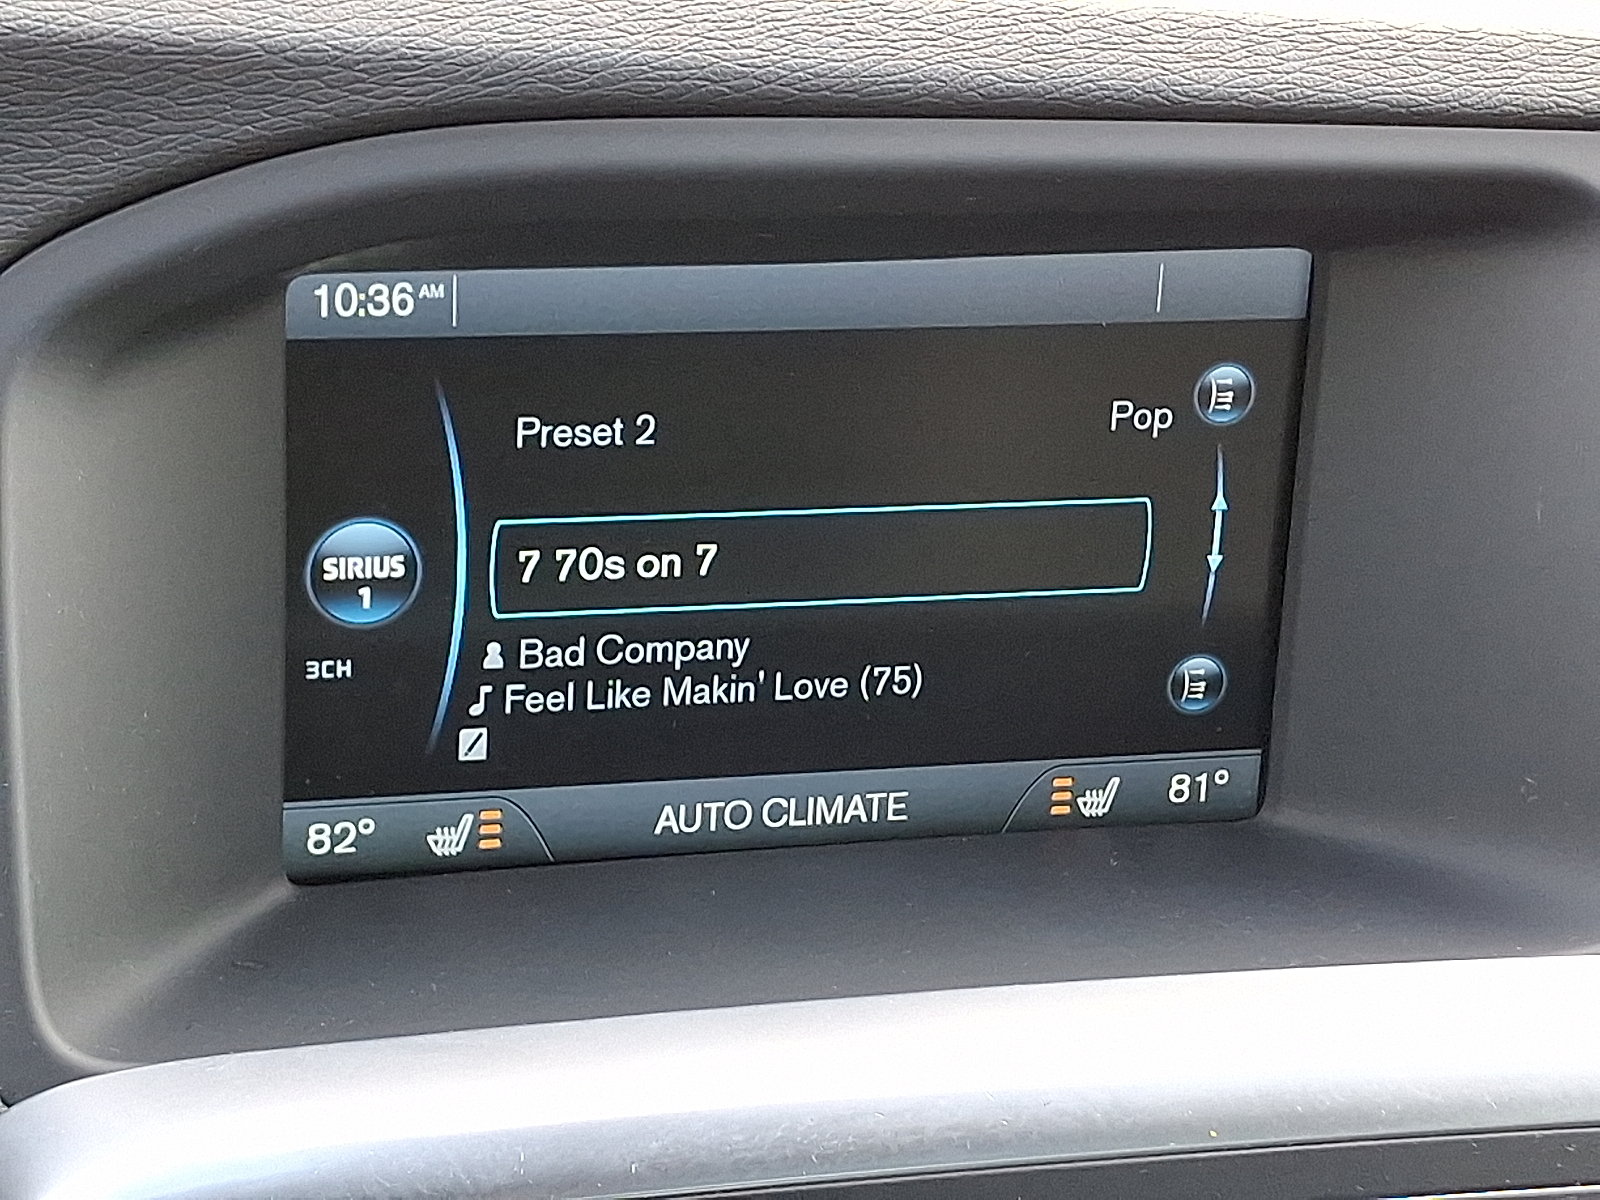 10:36 AM
Preset 2
Pop
7 70s on 7
SIRIUS
1
3CH
Bad Company
Feel Like Makin' Love (75)
82°
AUTO CLIMATE
81°